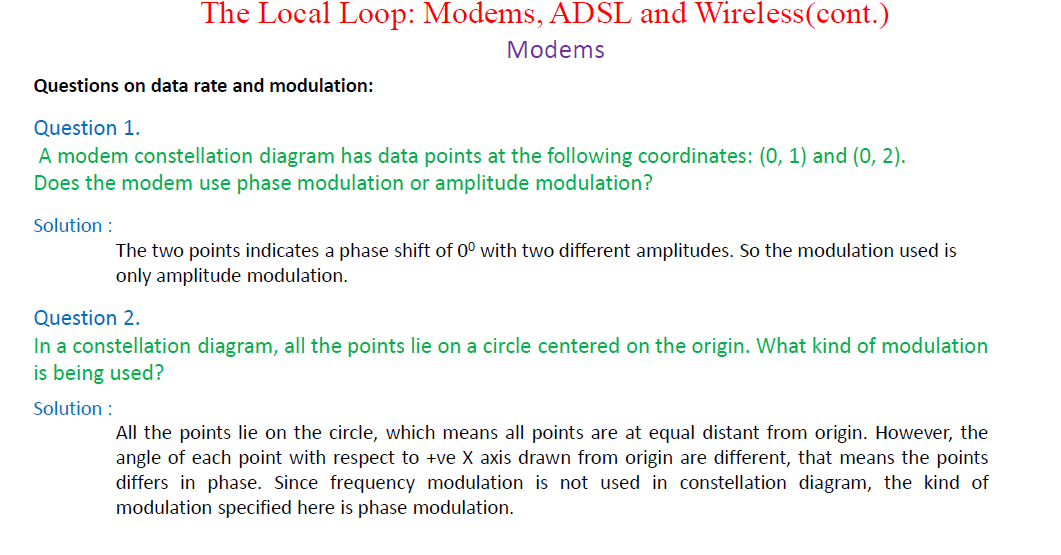 The Local Loop: Modems, ADSL and Wireless(cont.)
Modems
Questions on data rate and modulation:
Question 1.
A modem constellation diagram has data points at the following coordinates: (0, 1) and (0, 2).
Does the modem use phase modulation or amplitude modulation?
Solution :
The two points indicates a phase shift of 0⁰ with two different amplitudes. So the modulation used is
only amplitude modulation.
Question 2.
In a constellation diagram, all the points lie on a circle centered on the origin. What kind of modulation
is being used?
Solution :
All the points lie on the circle, which means all points are at equal distant from origin. However, the
angle of each point with respect to +ve X axis drawn from origin are different, that means the points
differs in phase. Since frequency modulation is not used in constellation diagram, the kind of
modulation specified here is phase modulation.